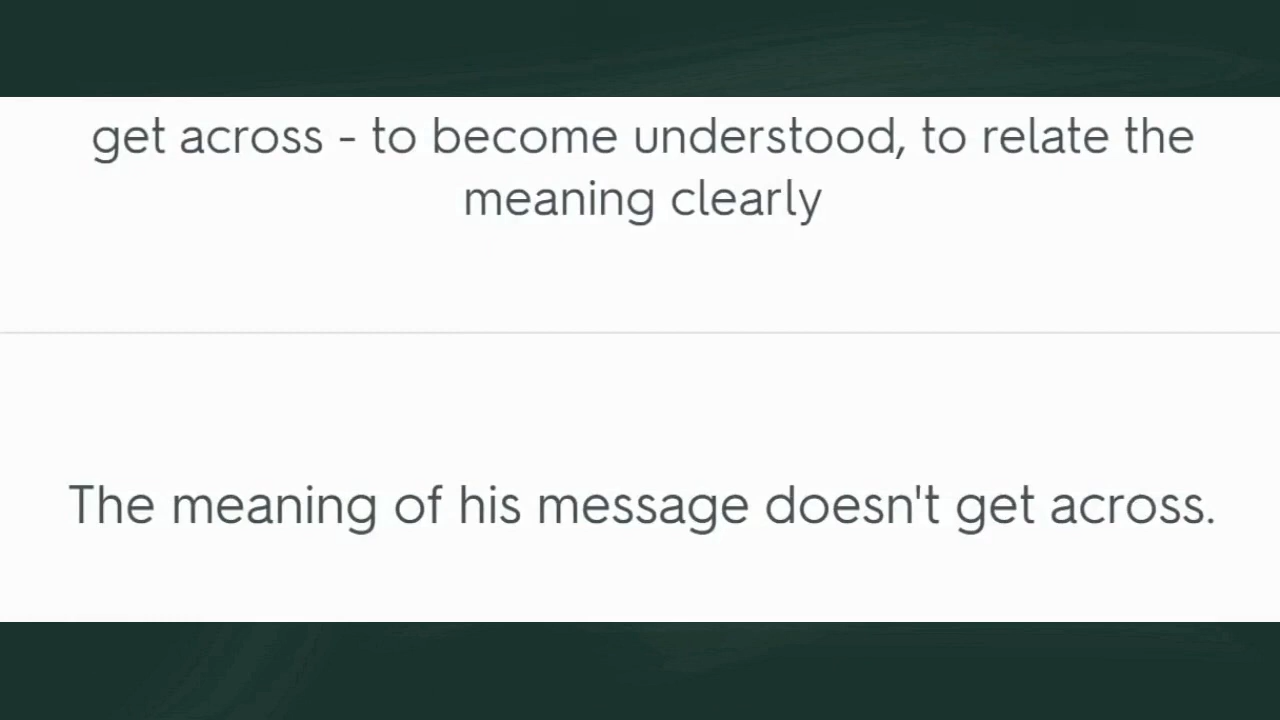 get across - to become understood, to relate the
meaning clearly
The meaning of his message doesn't get across.